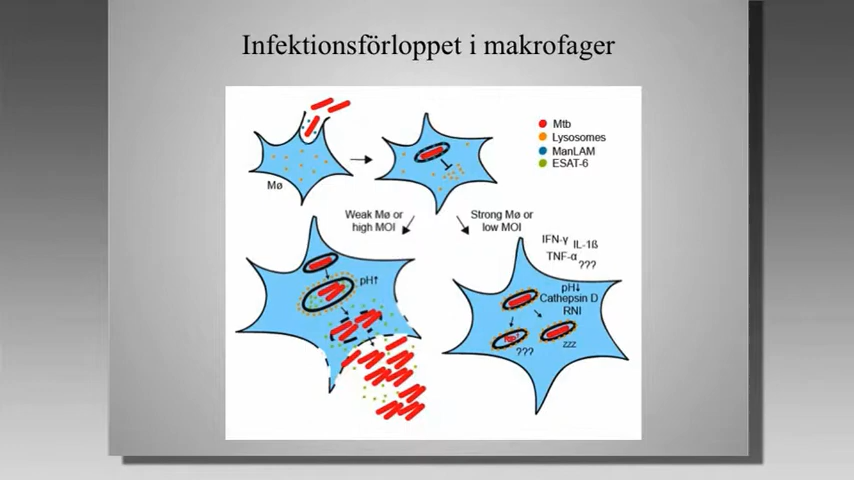 Infektionsförloppet i makrofager
Mtb
Lysosomes
ManLAM
ESAT-6
Mø
Weak Mø or
high MOI
Strong Mø or
low MOI
IFN-γ IL-1ß
TNF-α ???
pH↑
pH↓
Cathepsin D
RNI
???
zzz